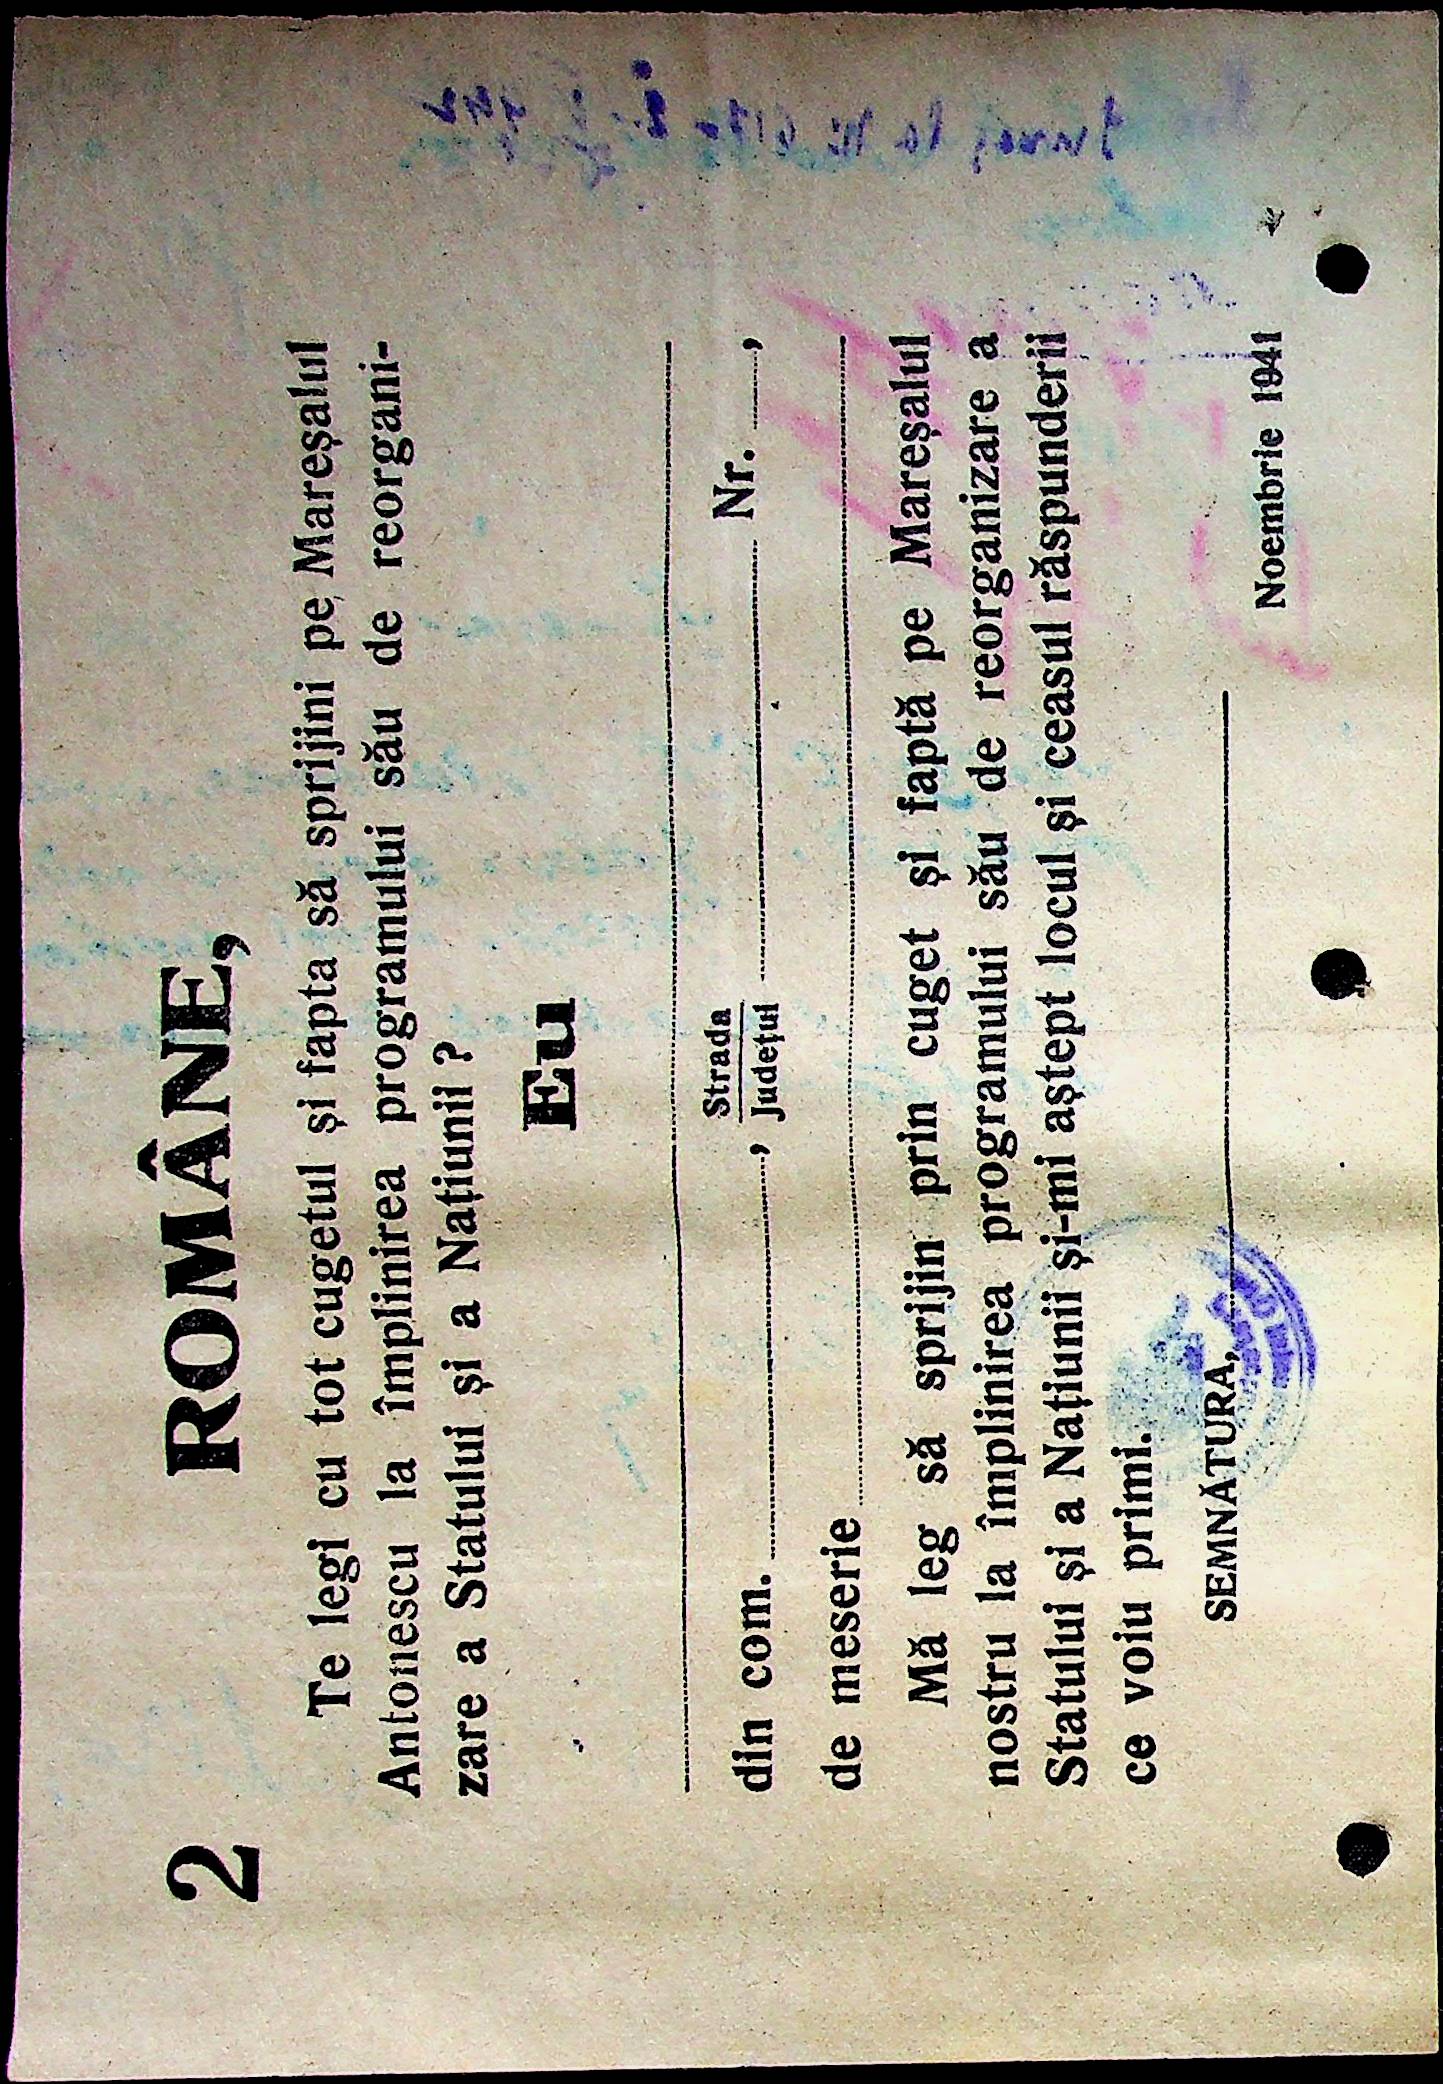 2
ROMÂNE,
Te legi cu tot cugetul și fapta să sprijini pe Mareșalul
Antonescu la împlinirea programului său de reorgani-
zare a Statului și a Națiunii ?
Eu
din com. , Strada Nr. ,
Județul
de meserie
Mă leg să sprijin prin cuget și faptă pe Mareșalul
nostru la împlinirea programului său de reorganizare a
Statului și a Națiunii și-mi aștept locul și ceasul răspunderii
ce voiu primi.
SEMNĂTURA,
Noembrie 1941